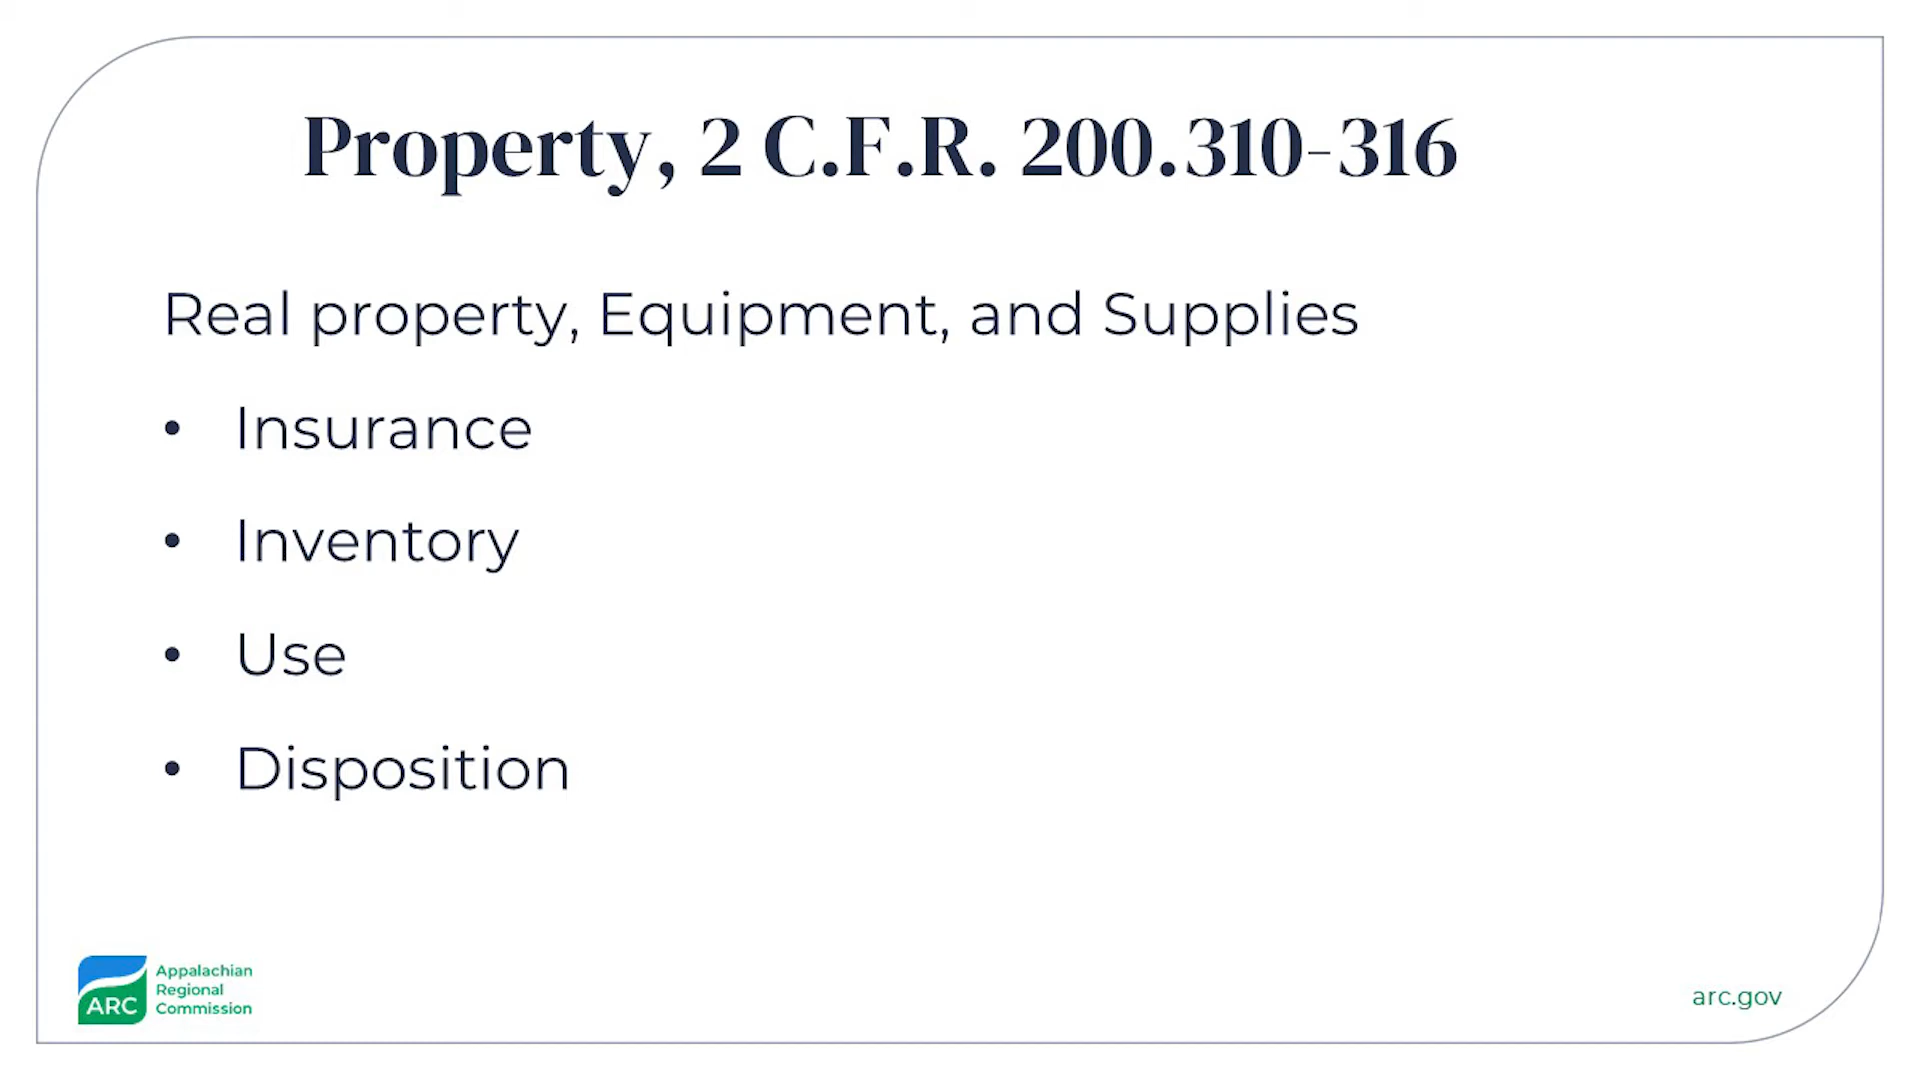 Property, 2 C.F.R. 200.310-316
Real property, Equipment, and Supplies
• Insurance
• Inventory
• Use
• Disposition
ARC
Appalachian
Regional
Commission
arc.gov